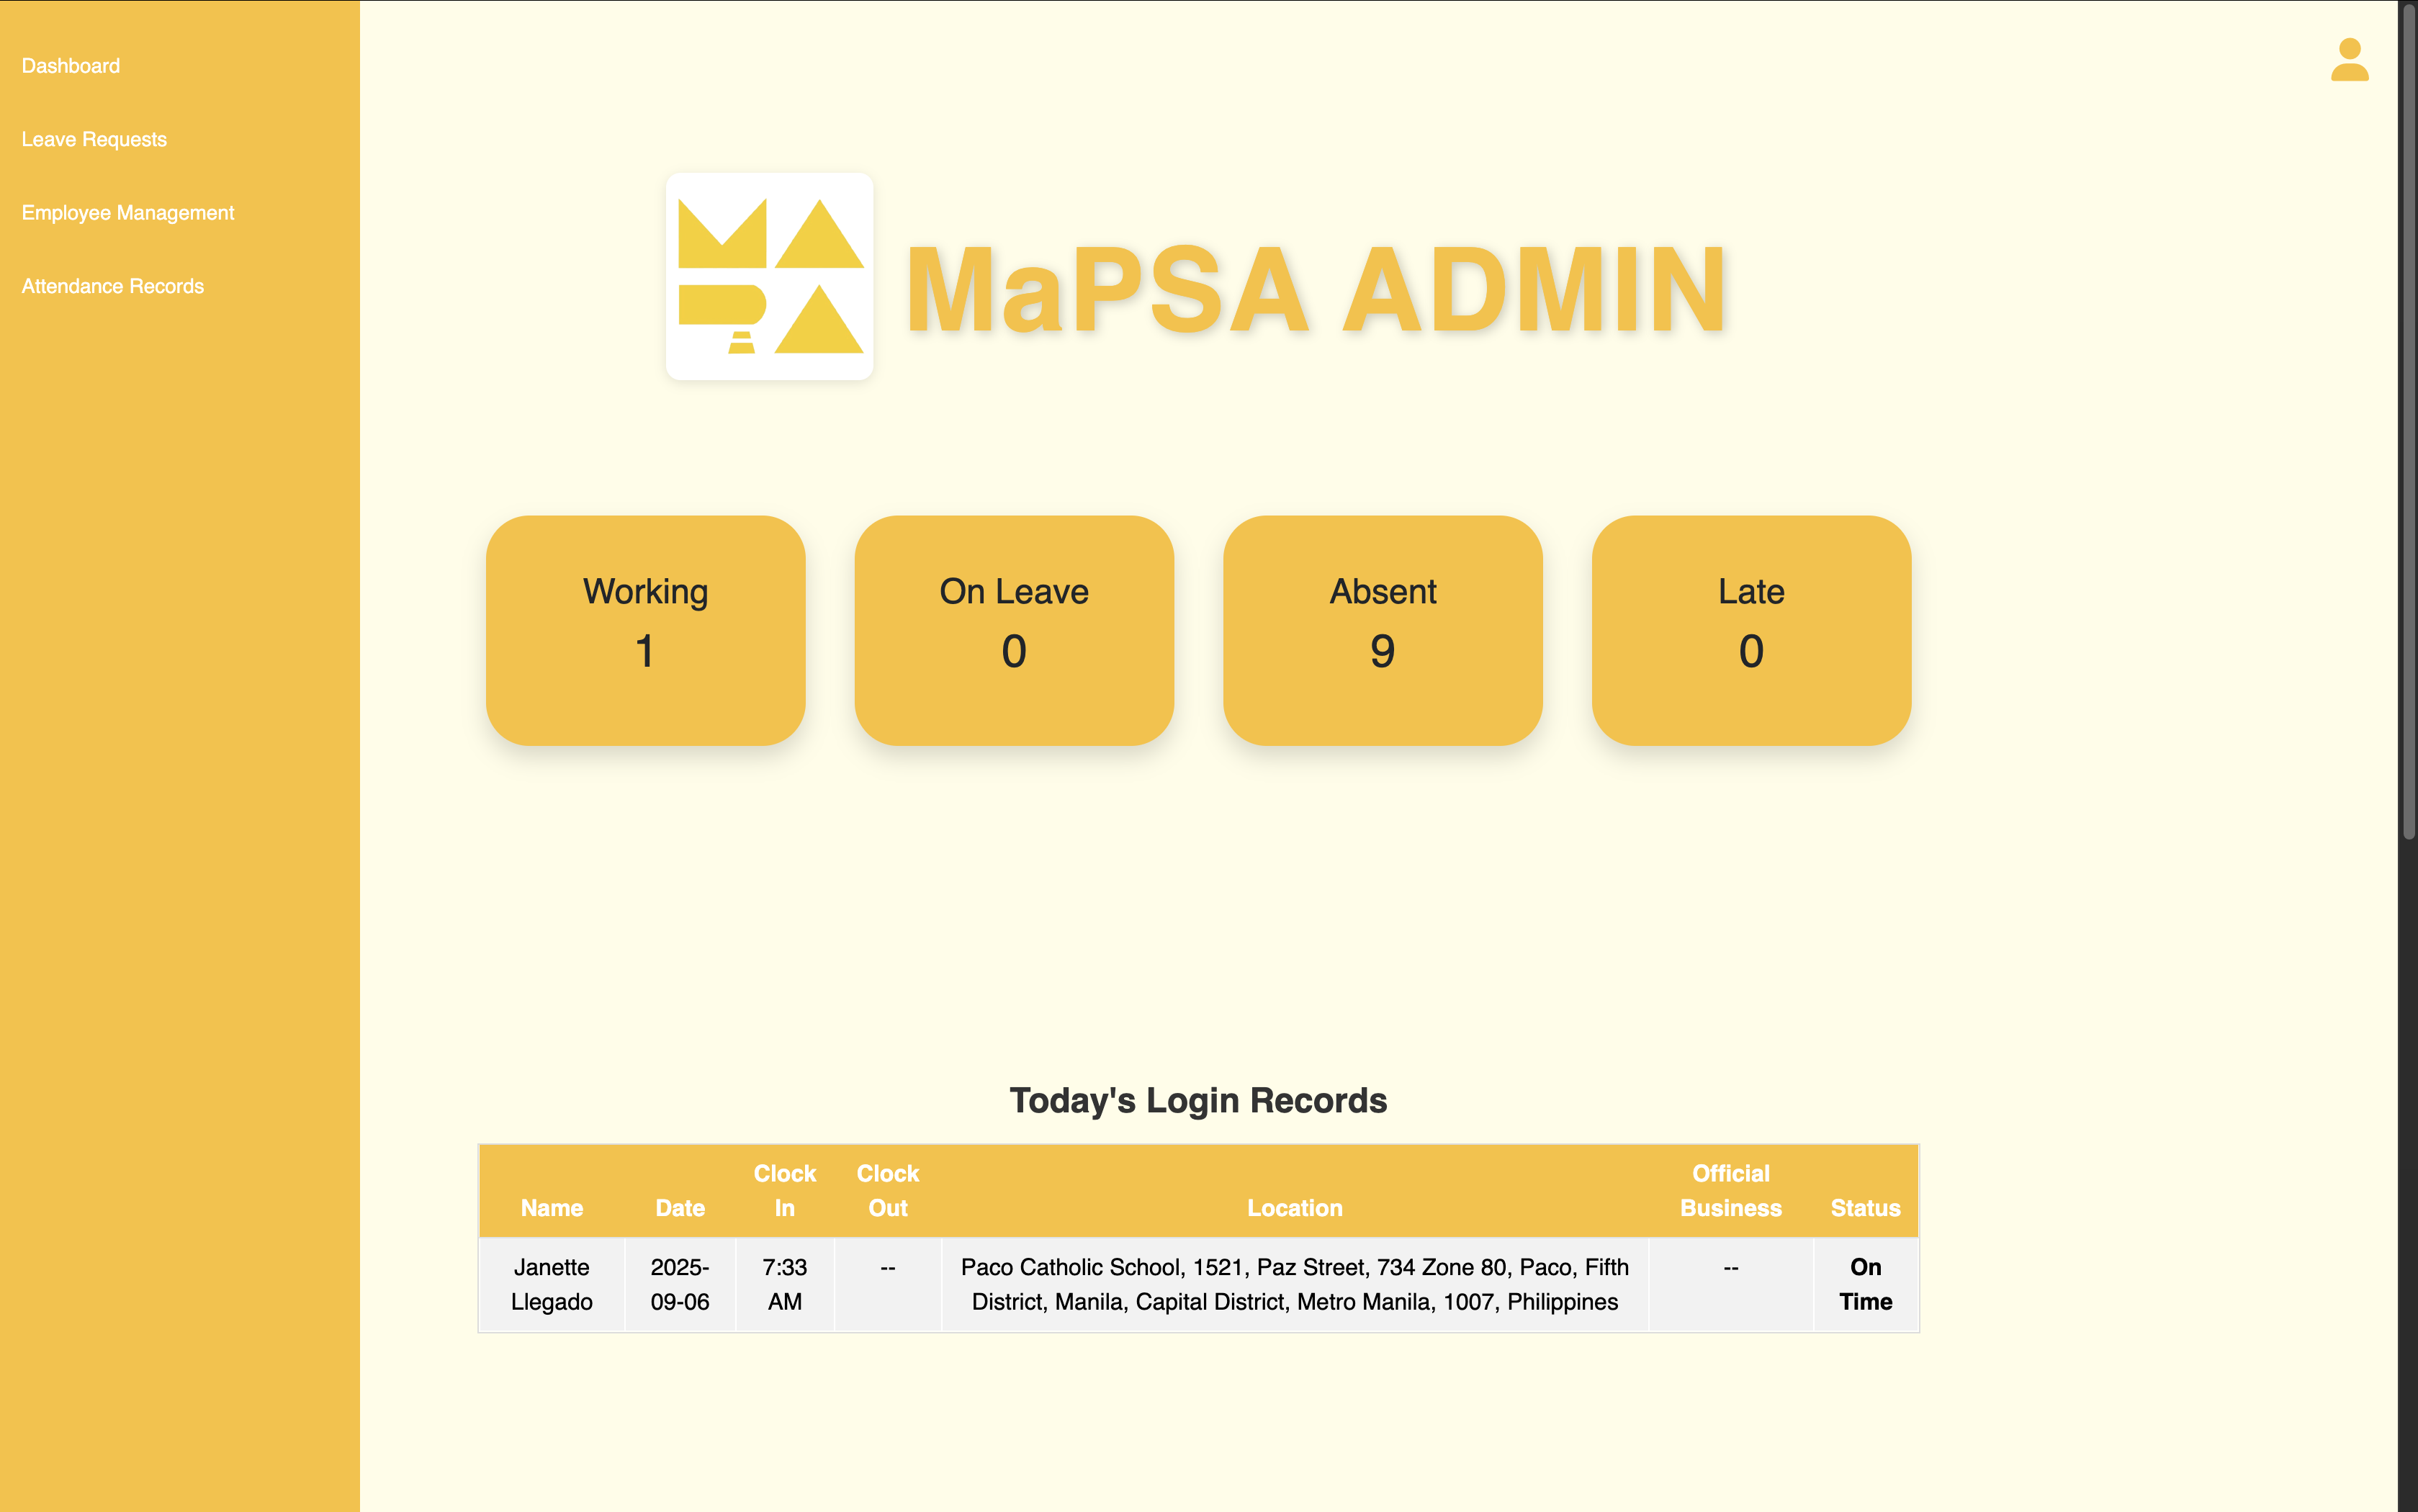 Dashboard
Leave Requests
Employee Management
Attendance Records
MaPSA ADMIN
Working
1
On Leave
0
Absent
9
Late
0
Today's Login Records
Name Date Clock In Clock Out Location Official Business Status
Janette Llegado 2025-09-06 7:33 AM -- Paco Catholic School, 1521, Paz Street, 734 Zone 80, Paco, Fifth District, Manila, Capital District, Metro Manila, 1007, Philippines -- On Time